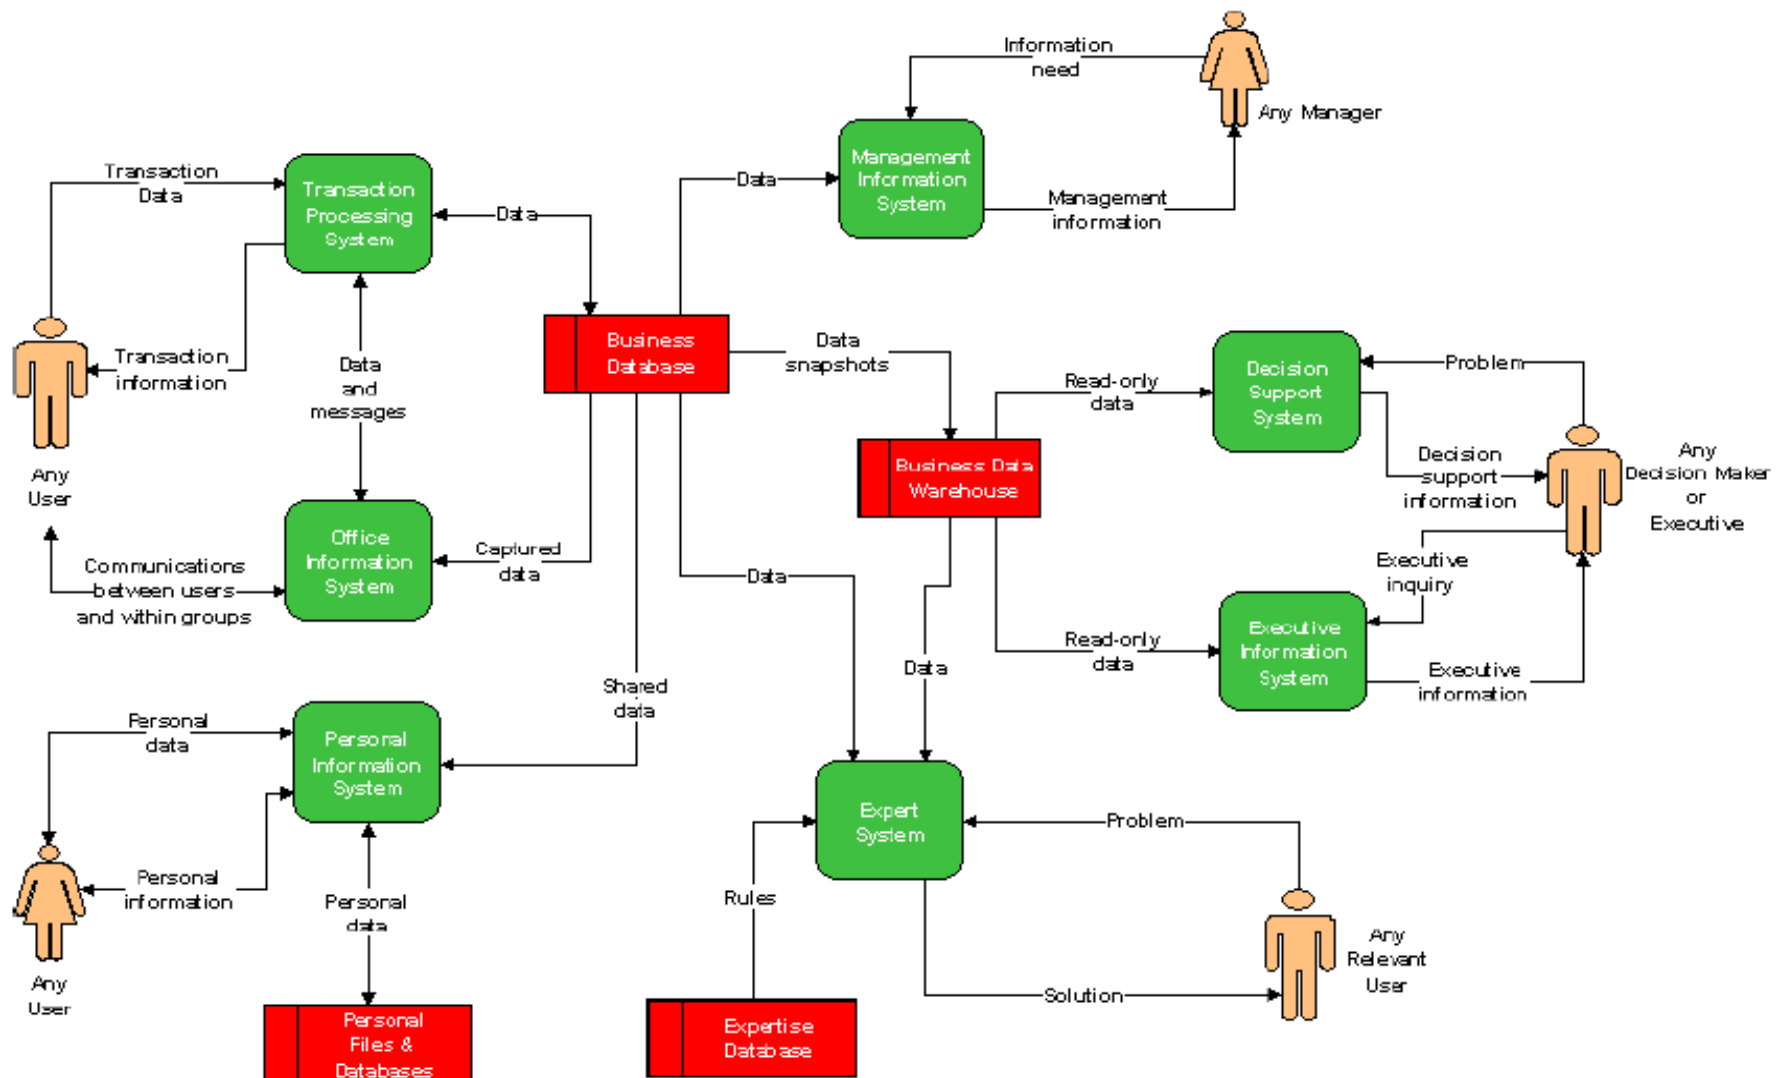 Information
need
Any Manager
Management
Information
System
Data
Management
information
Transaction
Data
Transaction
Processing
System
Data
Transaction
information
Data
and
messages
Business
Database
Data
snapshots
Any
User
Office
Information
System
Captured
data
Communications
between users
and within groups
Business Data
Warehouse
Read-only
data
Decision
Support
System
Problem
Decision
support
information
Any
Decision Maker
or
Executive
Executive
inquiry
Read-only
data
Executive
Information
System
Executive
information
Data
Data
Shared
data
Personal
data
Personal
Information
System
Personal
information
Personal
data
Any
User
Personal
Files &
Databases
Expert
System
Problem
Rules
Solution
Any
Relevant
User
Expertise
Database